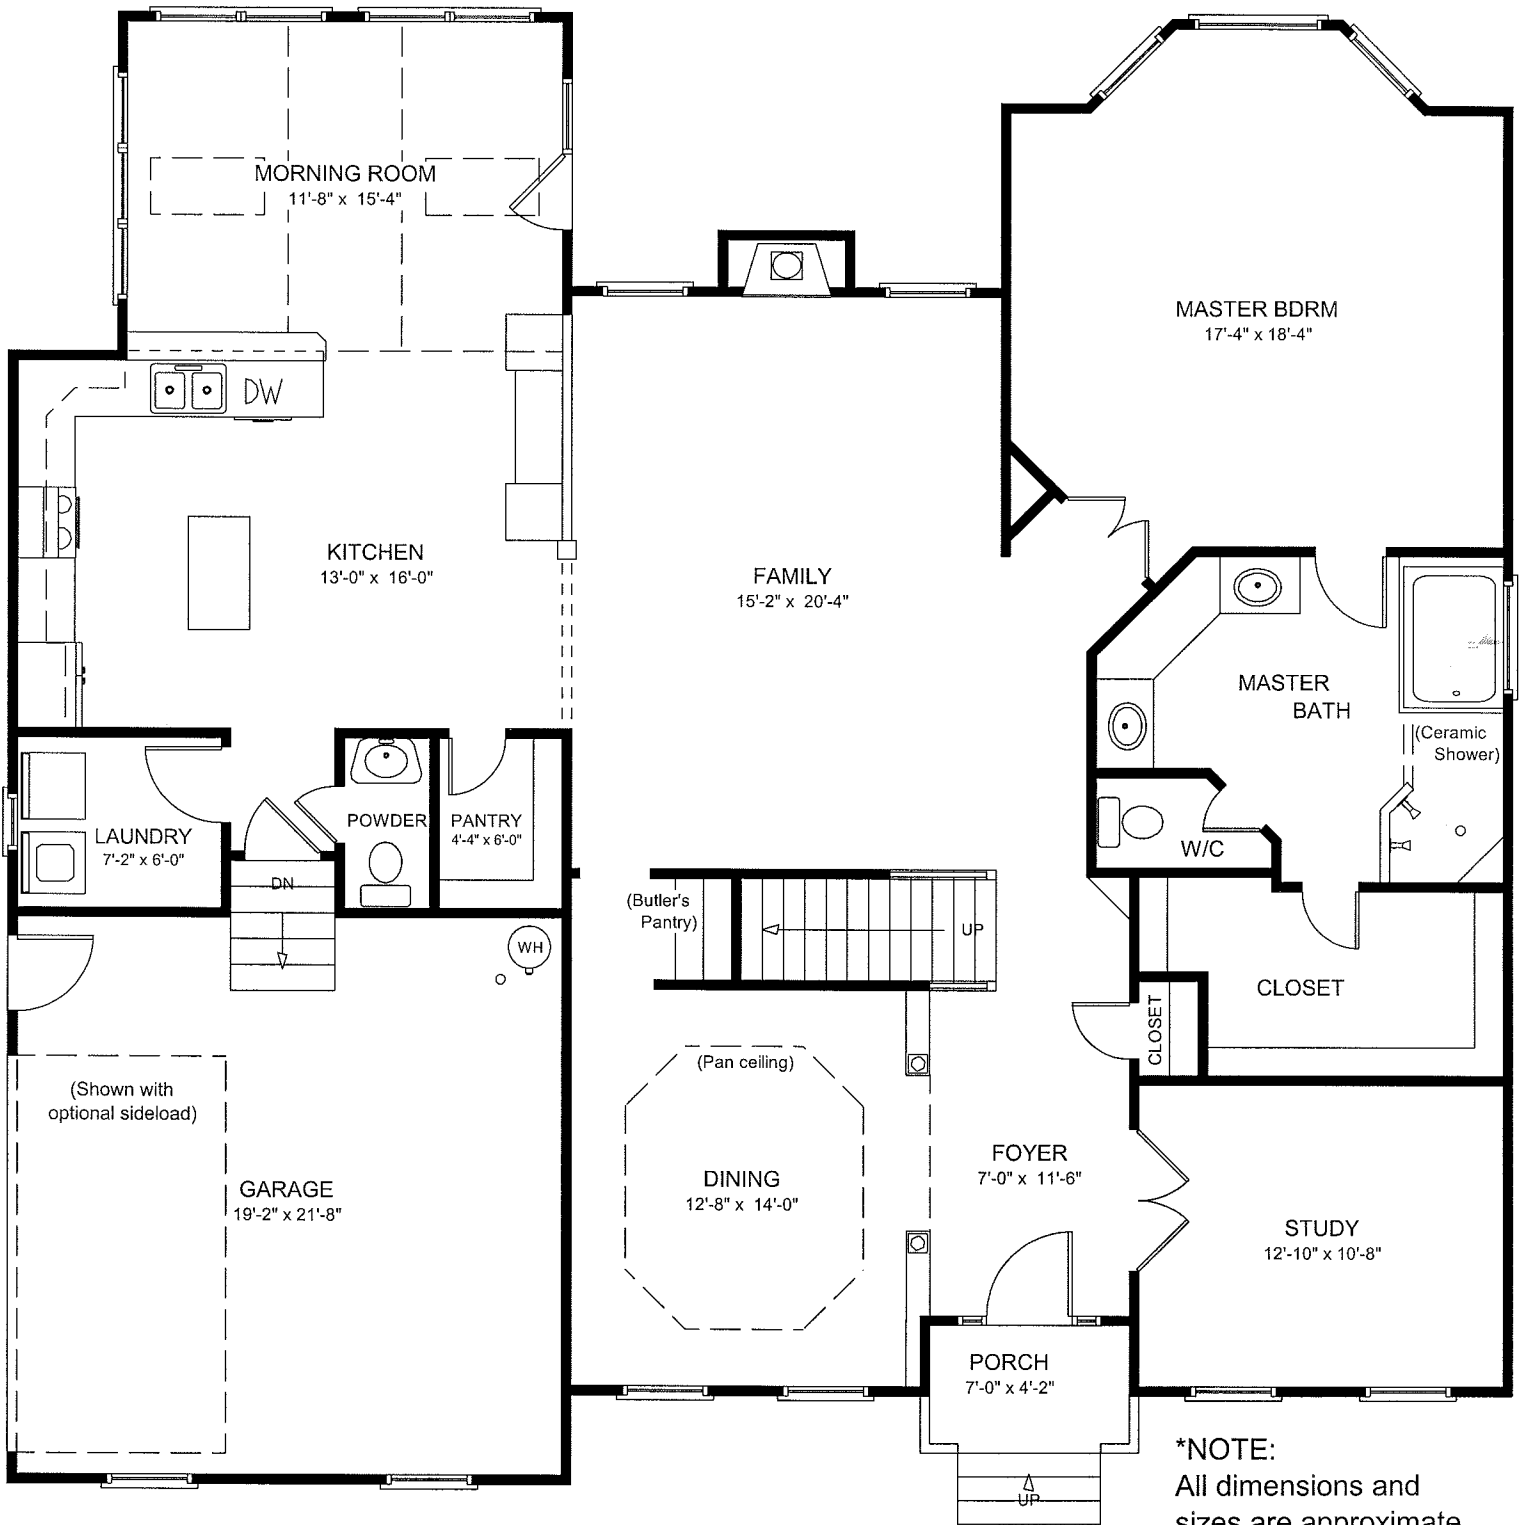 MORNING ROOM
11'-8" x 15'-4"
MASTER BDRM
17'-4" x 18'-4"
DW
KITCHEN
13'-0" x 16'-0"
FAMILY
15'-2" x 20'-4"
MASTER
BATH
(Ceramic
Shower)
LAUNDRY
7'-2" x 6'-0"
POWDER
PANTRY
4'-4" x 6'-0"
W/C
DN
(Butler's
Pantry)
UP
WH
CLOSET
CLOSET
(Shown with
optional sideload)
(Pan ceiling)
GARAGE
19'-2" x 21'-8"
DINING
12'-8" x 14'-0"
FOYER
7'-0" x 11'-6"
STUDY
12'-10" x 10'-8"
PORCH
7'-0" x 4'-2"
UP
*NOTE:
All dimensions and
sizes are approximate